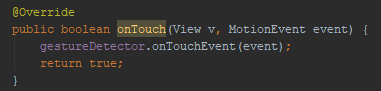 @Override
public boolean onTouch(View v, MotionEvent event) {
    gestureDetector.onTouchEvent(event);
    return true;
}